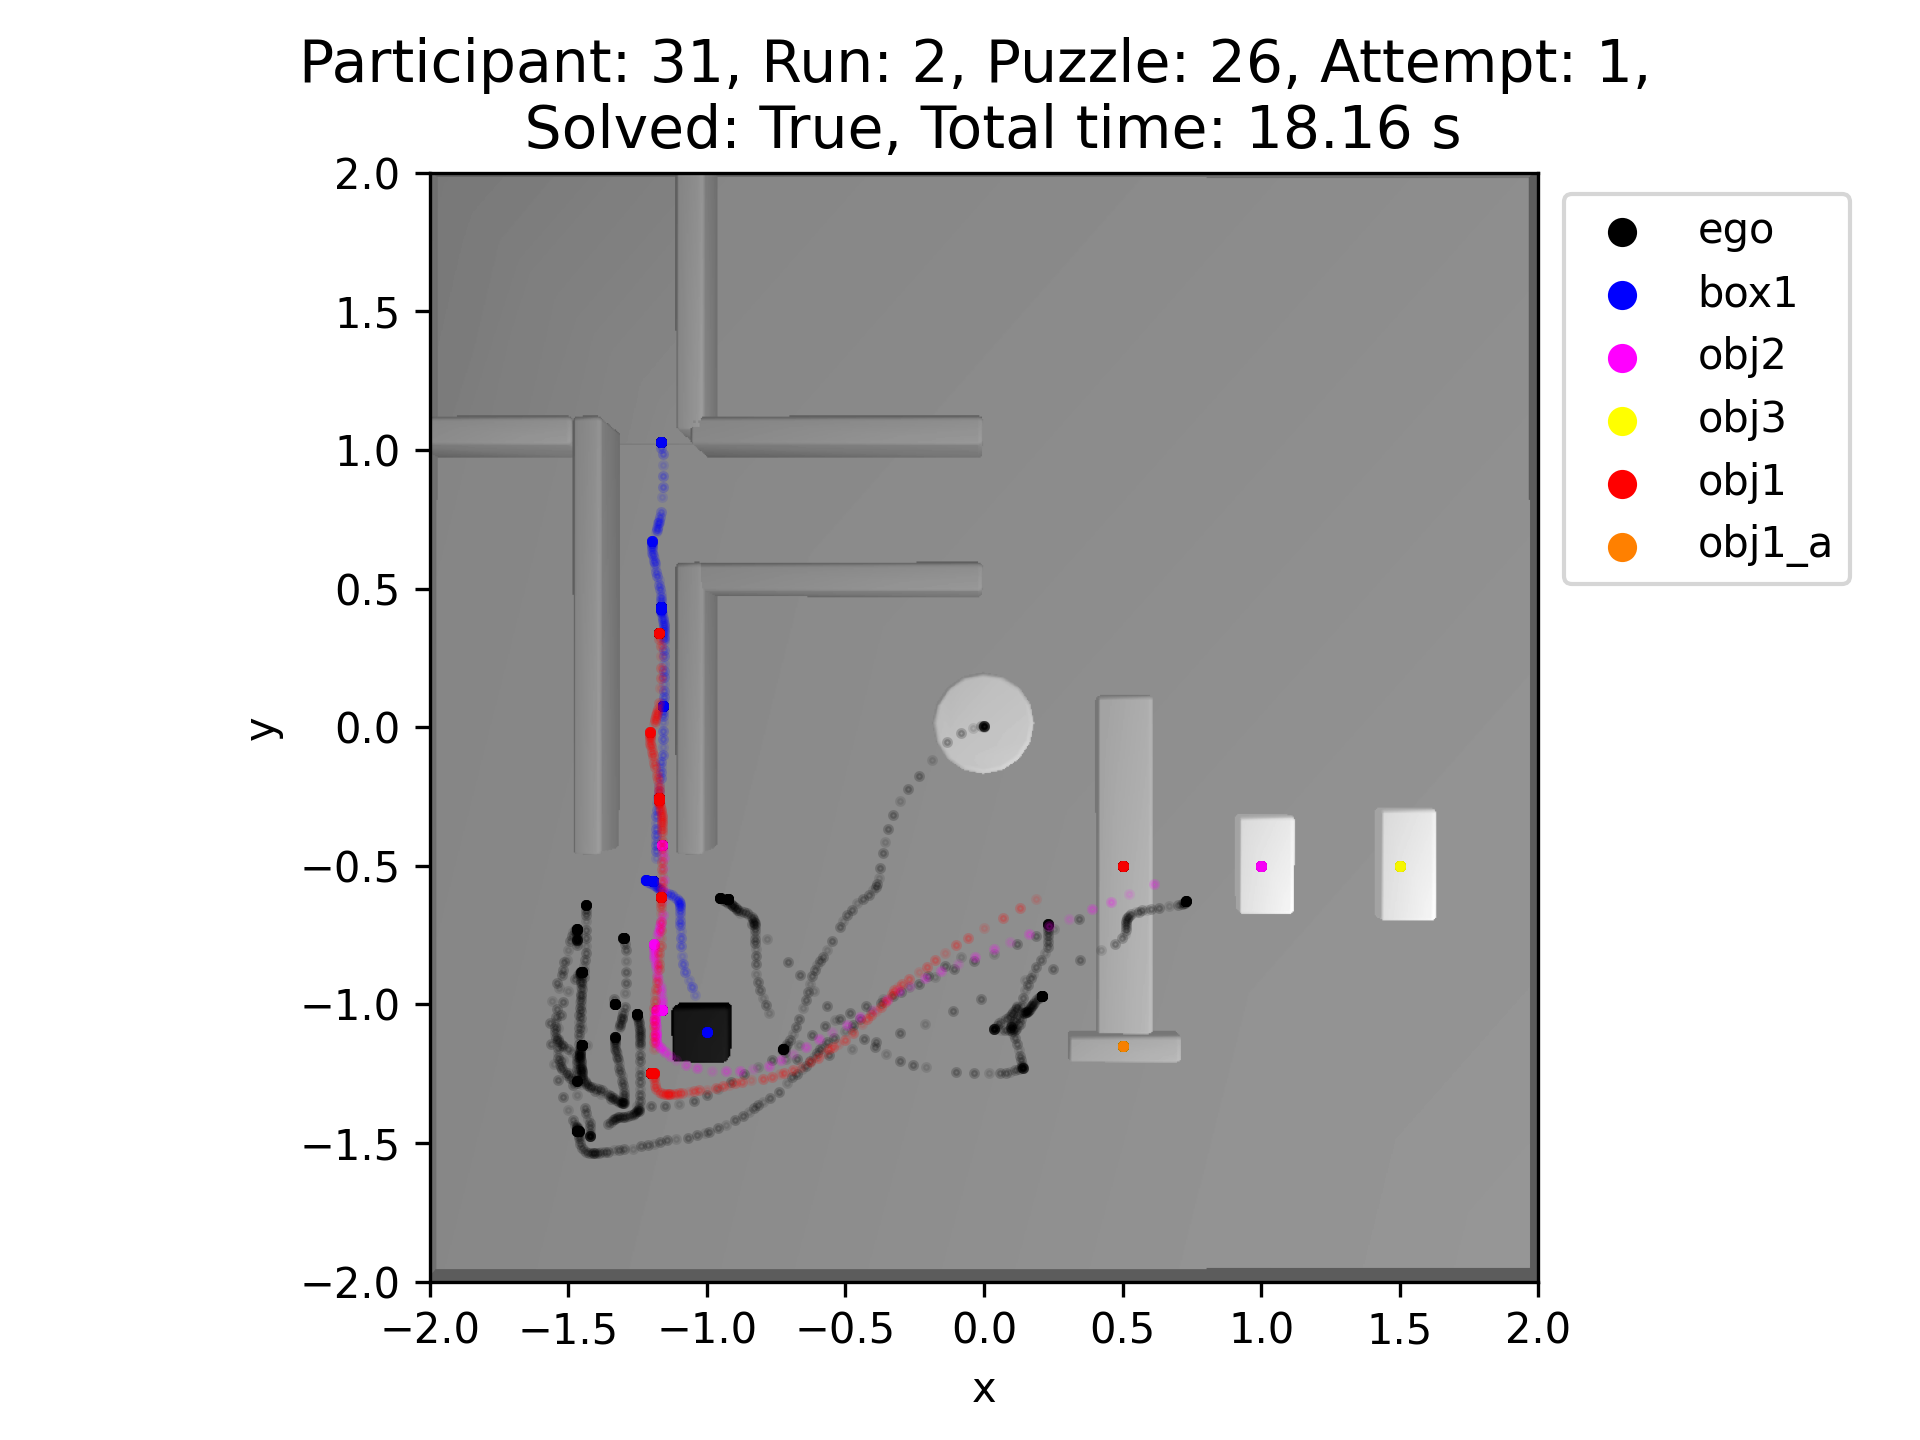 Participant: 31, Run: 2, Puzzle: 26, Attempt: 1,
Solved: True, Total time: 18.16 s
2.0
1.5
1.0
0.5
0.0
−0.5
−1.0
−1.5
−2.0
y
−2.0 −1.5 −1.0 −0.5 0.0 0.5 1.0 1.5 2.0
x
ego
box1
obj2
obj3
obj1
obj1_a